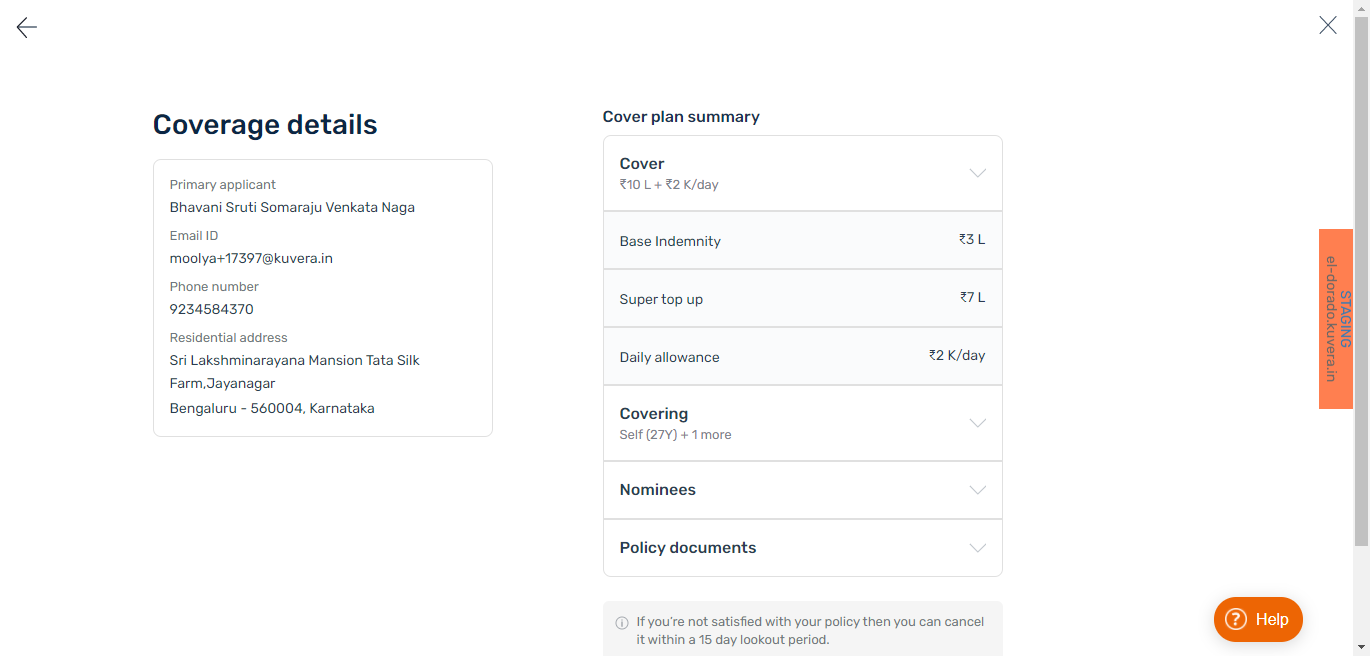 Coverage details
Primary applicant
Bhavani Sruti Somaraju Venkata Naga
Email ID
moolya+17397@kuvera.in
Phone number
9234584370
Residential address
Sri Lakshminarayana Mansion Tata Silk
Farm,Jayanagar
Bengaluru - 560004, Karnataka
Cover plan summary
Cover
₹10 L + ₹2 K/day
Base Indemnity ₹3 L
Super top up ₹7 L
Daily allowance ₹2 K/day
Covering
Self (27Y) + 1 more
Nominees
Policy documents
If you're not satisfied with your policy then you can cancel
it within a 15 day lookout period.
STAGING
el-dorado.kuvera.in
? Help